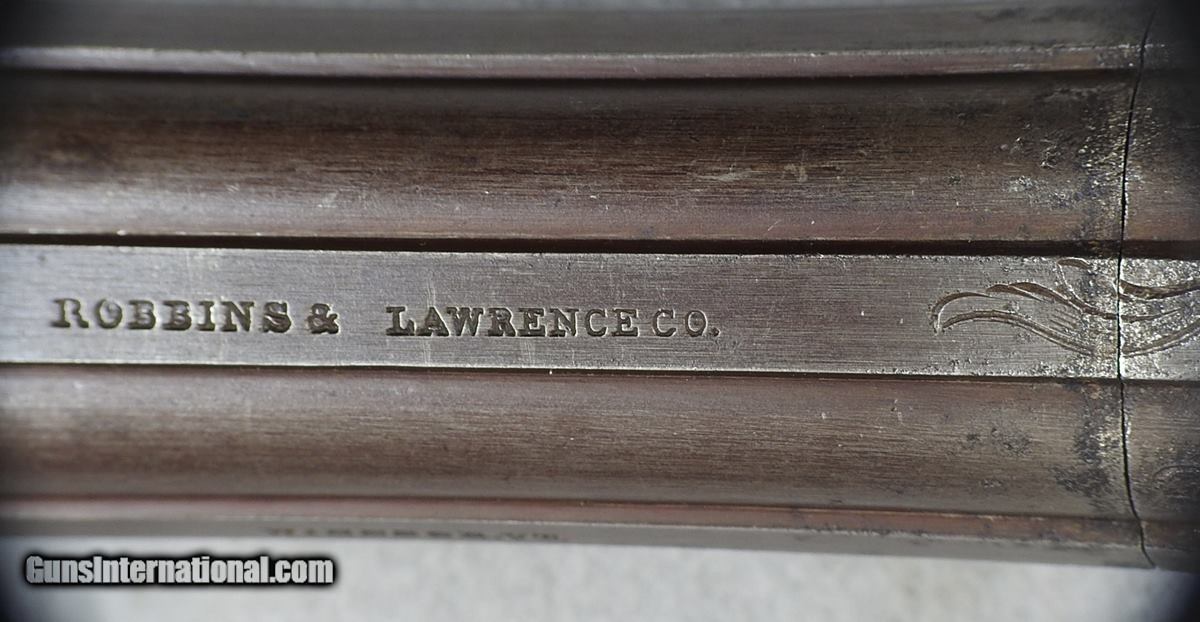 ROBBINS & LAWRENCE CO.
GunsInternational.com